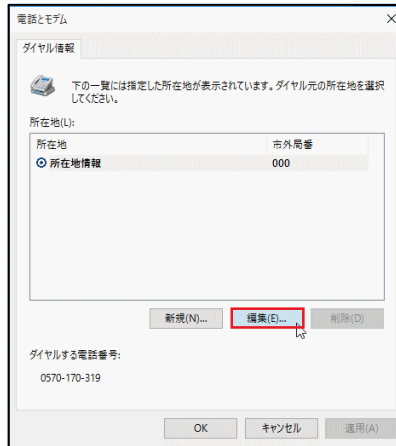 電話とモデム
ダイヤル情報
下の一覧には指定した所在地が表示されています。ダイヤル元の所在地を選択
してください。
所在地(L):
所在地 市外局番
所在地情報 000
新規(N)... 編集(E)... 削除(D)
ダイヤルする電話番号:
0570-170-319
OK キャンセル 適用(A)